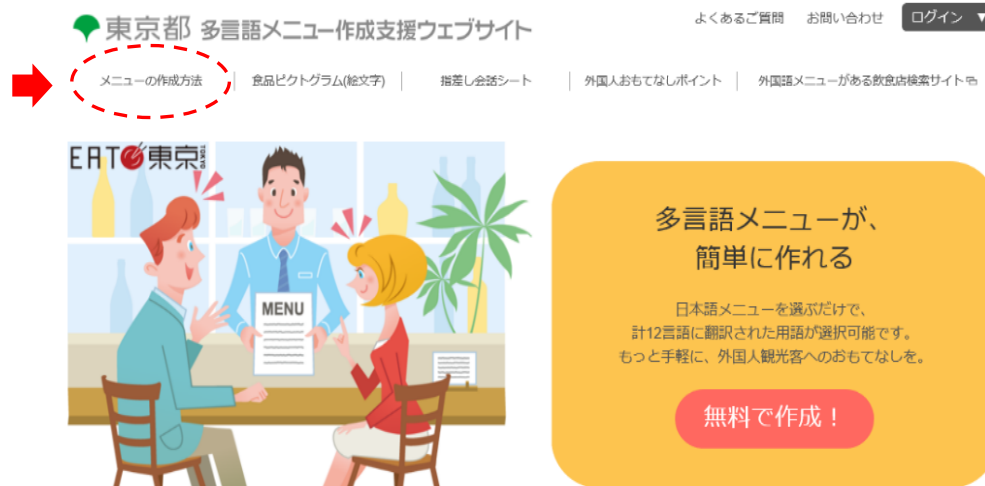 東京都 多言語メニュー作成支援ウェブサイト
よくあるご質問 お問い合わせ ログイン ▼
メニューの作成方法 食品ピクトグラム(絵文字) 指差し会話シート 外国人おもてなしポイント 外国語メニューがある飲食店検索サイト
EAT東京 TOKYO
MENU
多言語メニューが、
簡単に作れる
日本語メニューを選ぶだけで、
計12言語に翻訳された用語が選択可能です。
もっと手軽に、外国人観光客へのおもてなしを。
無料で作成！